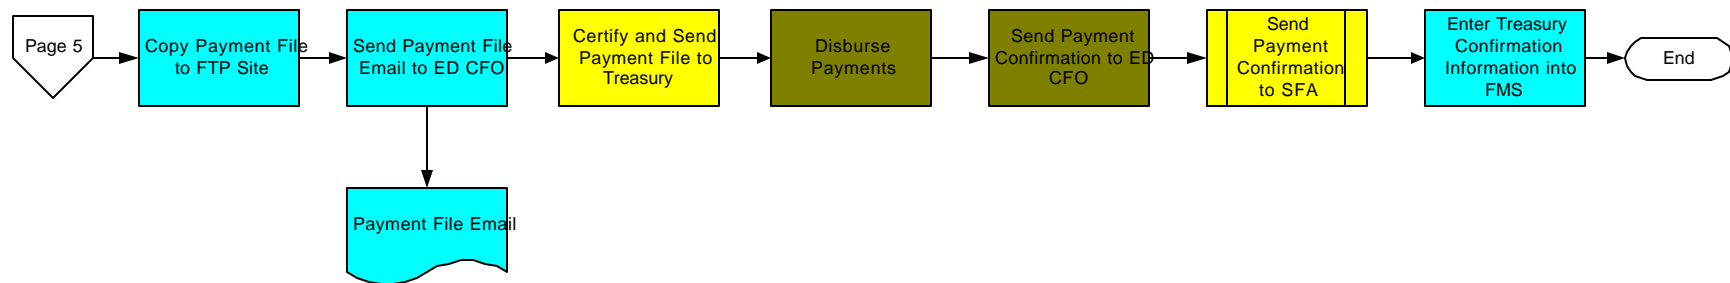 Page 5
Copy Payment File
to FTP Site
Send Payment File
Email to ED CFO
Certify and Send
Payment File to
Treasury
Disburse
Payments
Send Payment
Confirmation to ED
CFO
Send
Payment
Confirmation
to SFA
Enter Treasury
Confirmation
Information into
FMS
End
Payment File Email